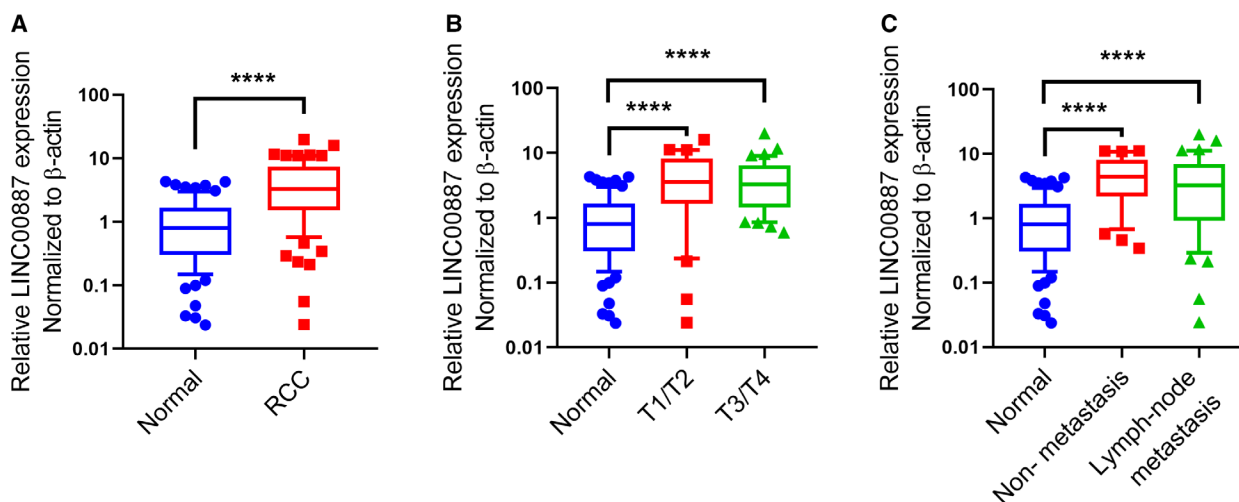 A
Relative LINC00887 expression
Normalized to β-actin
****
100
10
1
0.1
0.01
Normal
RCC
B
Relative LINC00887 expression
Normalized to β-actin
****
****
100
10
1
0.1
0.01
Normal
T1/T2
T3/T4
C
Relative LINC00887 expression
Normalized to β-actin
****
****
100
10
1
0.1
0.01
Normal
Non- metastasis
Lymph-node
metastasis